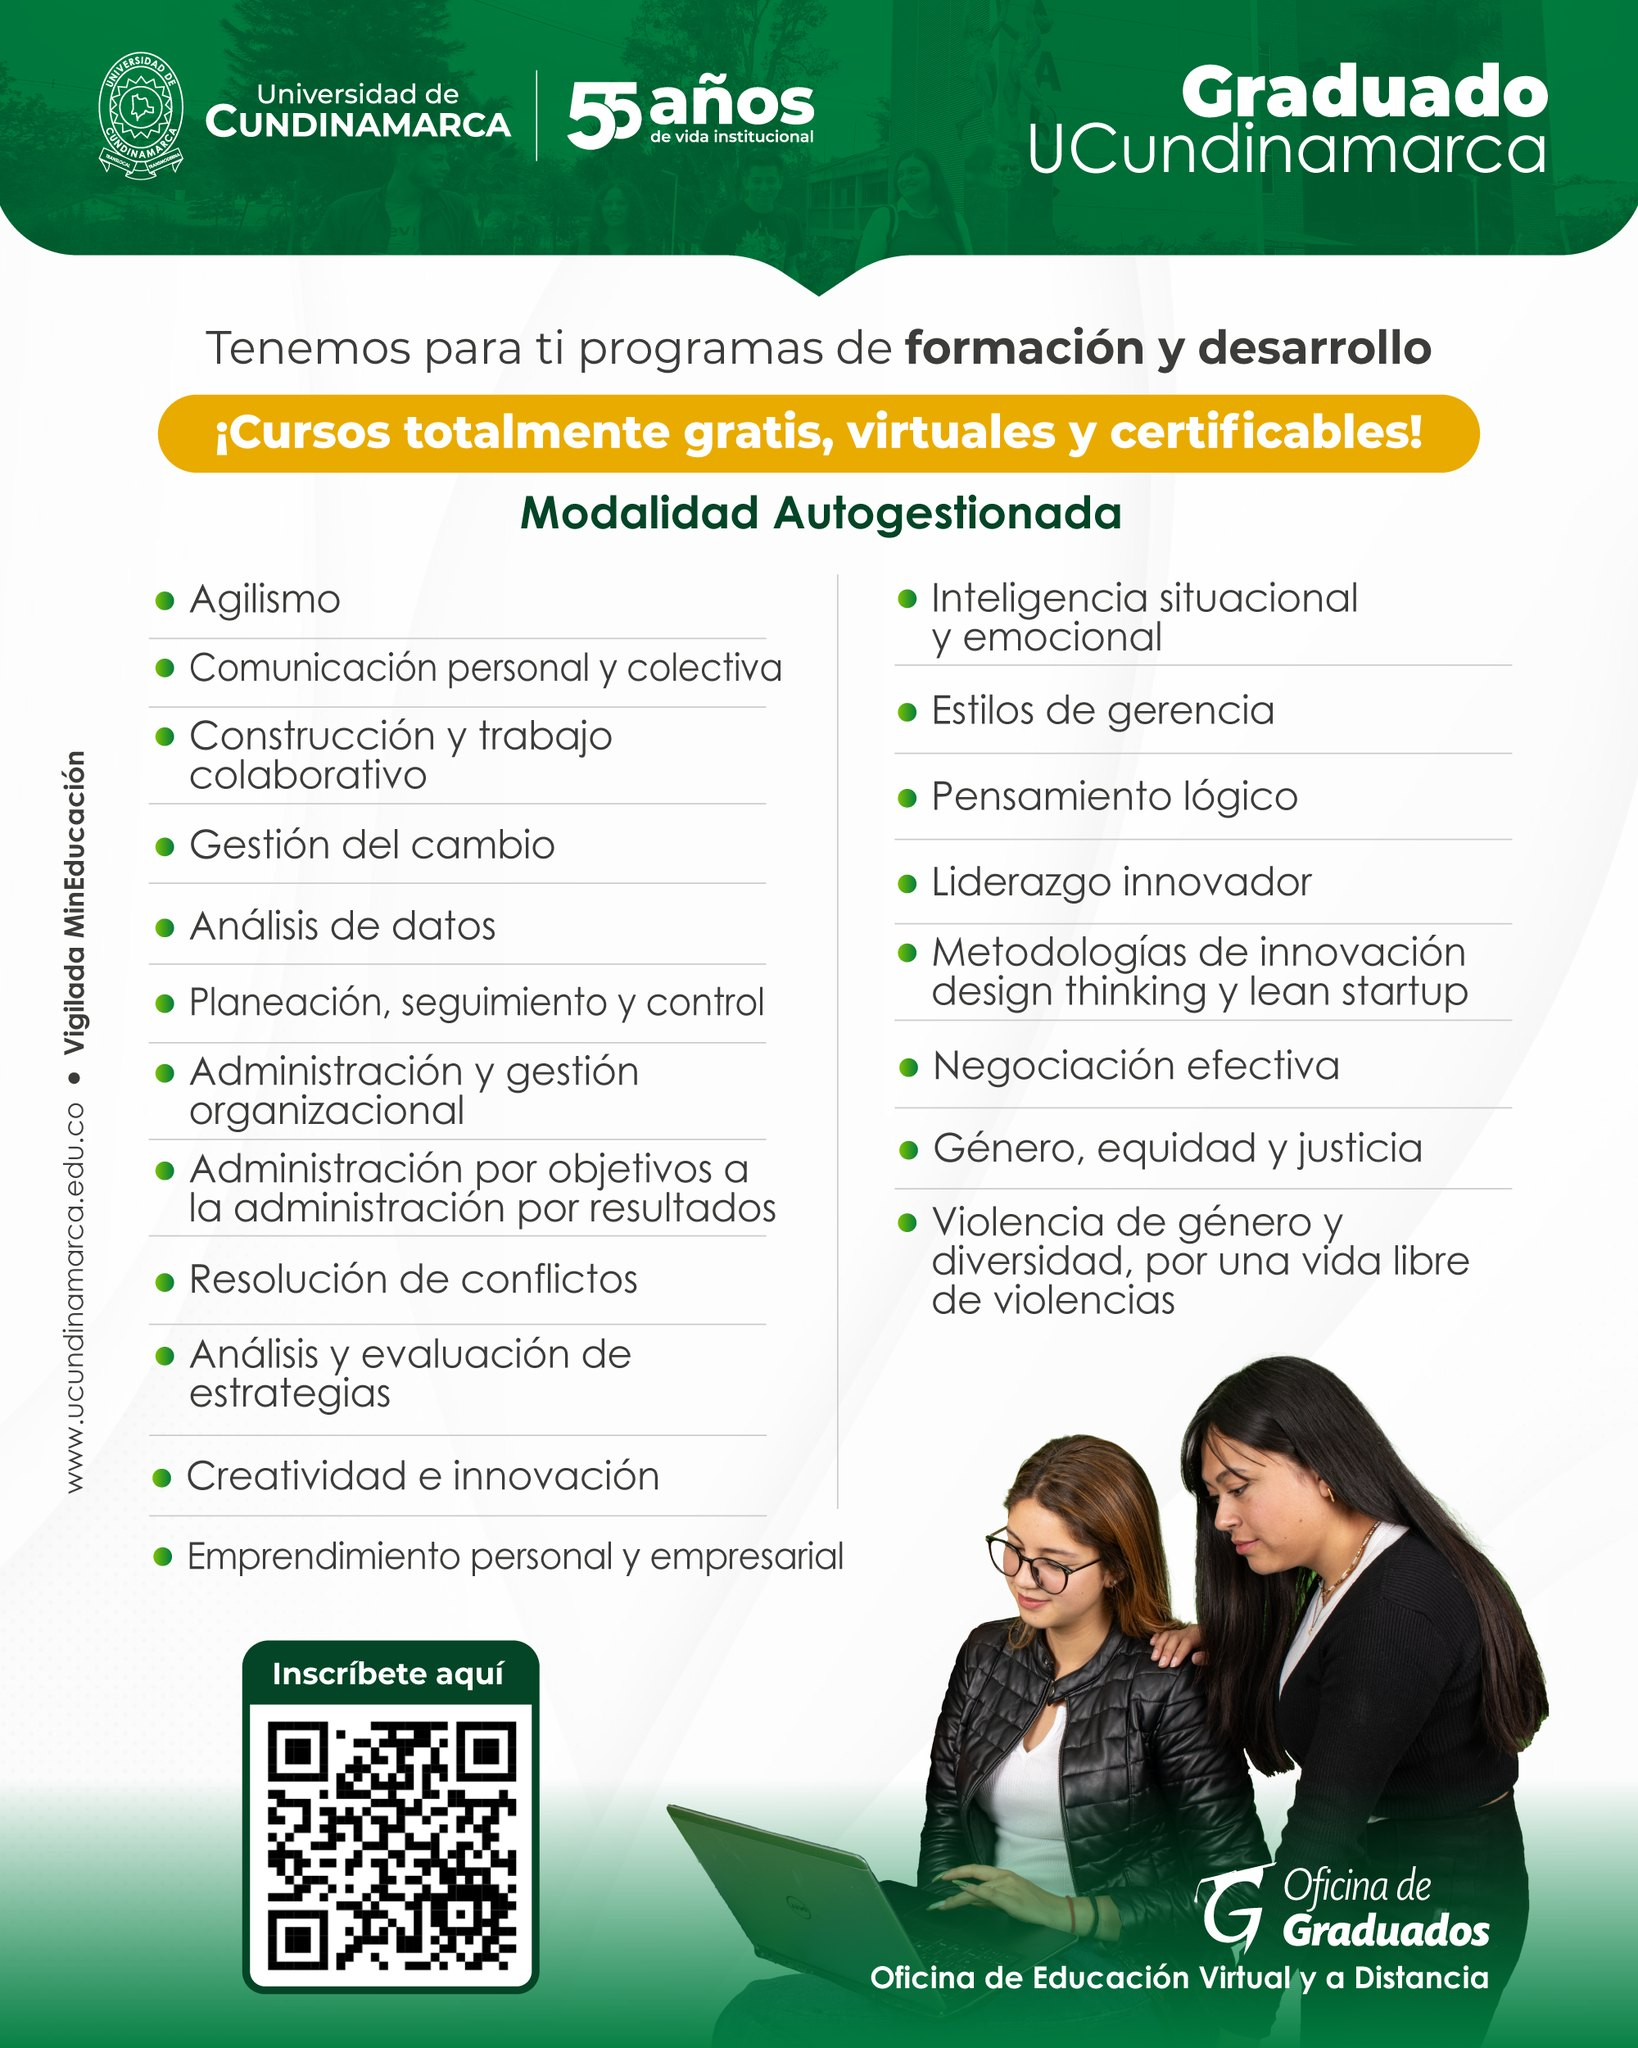 UNIVERSIDAD DE
CUNDINAMARCA
Universidad de
CUNDINAMARCA
55 años
de vida institucional
Graduado
UCundinamarca
Tenemos para ti programas de formación y desarrollo
¡Cursos totalmente gratis, virtuales y certificables!
Modalidad Autogestionada
Agilismo
Comunicación personal y colectiva
Construcción y trabajo
colaborativo
Gestión del cambio
Análisis de datos
Planeación, seguimiento y control
Administración y gestión
organizacional
Administración por objetivos a
la administración por resultados
Resolución de conflictos
Análisis y evaluación de
estrategias
Creatividad e innovación
Emprendimiento personal y empresarial
Inteligencia situacional
y emocional
Estilos de gerencia
Pensamiento lógico
Liderazgo innovador
Metodologías de innovación
design thinking y lean startup
Negociación efectiva
Género, equidad y justicia
Violencia de género y
diversidad, por una vida libre
de violencias
www.ucundinamarca.edu.co • Vigilada MinEducación
Inscríbete aquí
DELL
Oficina de
Graduados
Oficina de Educación Virtual y a Distancia